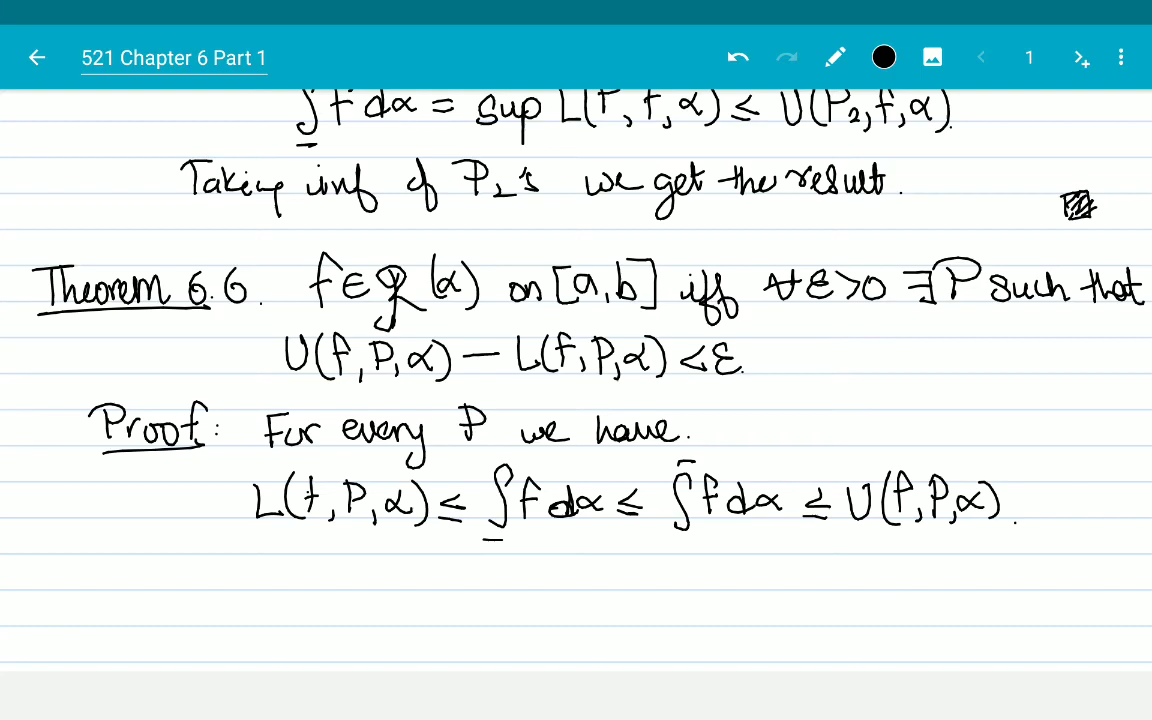 521 Chapter 6 Part 1
1
∫̲ f dα = sup L(P, f, α) ≤ U(P₂, f, α).
Taking inf of P₂'s we get the result.
Theorem 6.6. f ∈ ℛ(α) on [a, b] iff ∀ε>0 ∃P such that
U(f, P, α) — L(f, P, α) < ε.
Proof: For every P we have.
L(f, P, α) ≤ ∫̲ f dα ≤ ∫̄ f dα ≤ U(f, P, α).